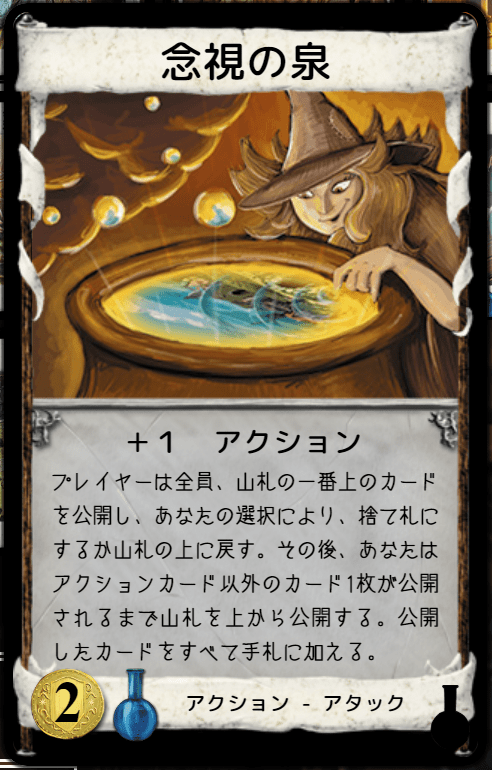 念視の泉
＋１　アクション
プレイヤーは全員、山札の一番上のカード
を公開し、あなたの選択により、捨て札に
するか山札の上に戻す。その後、あなたは
アクションカード以外のカード1枚が公開
されるまで山札を上から公開する。公開
したカードをすべて手札に加える。
2
アクション - アタック